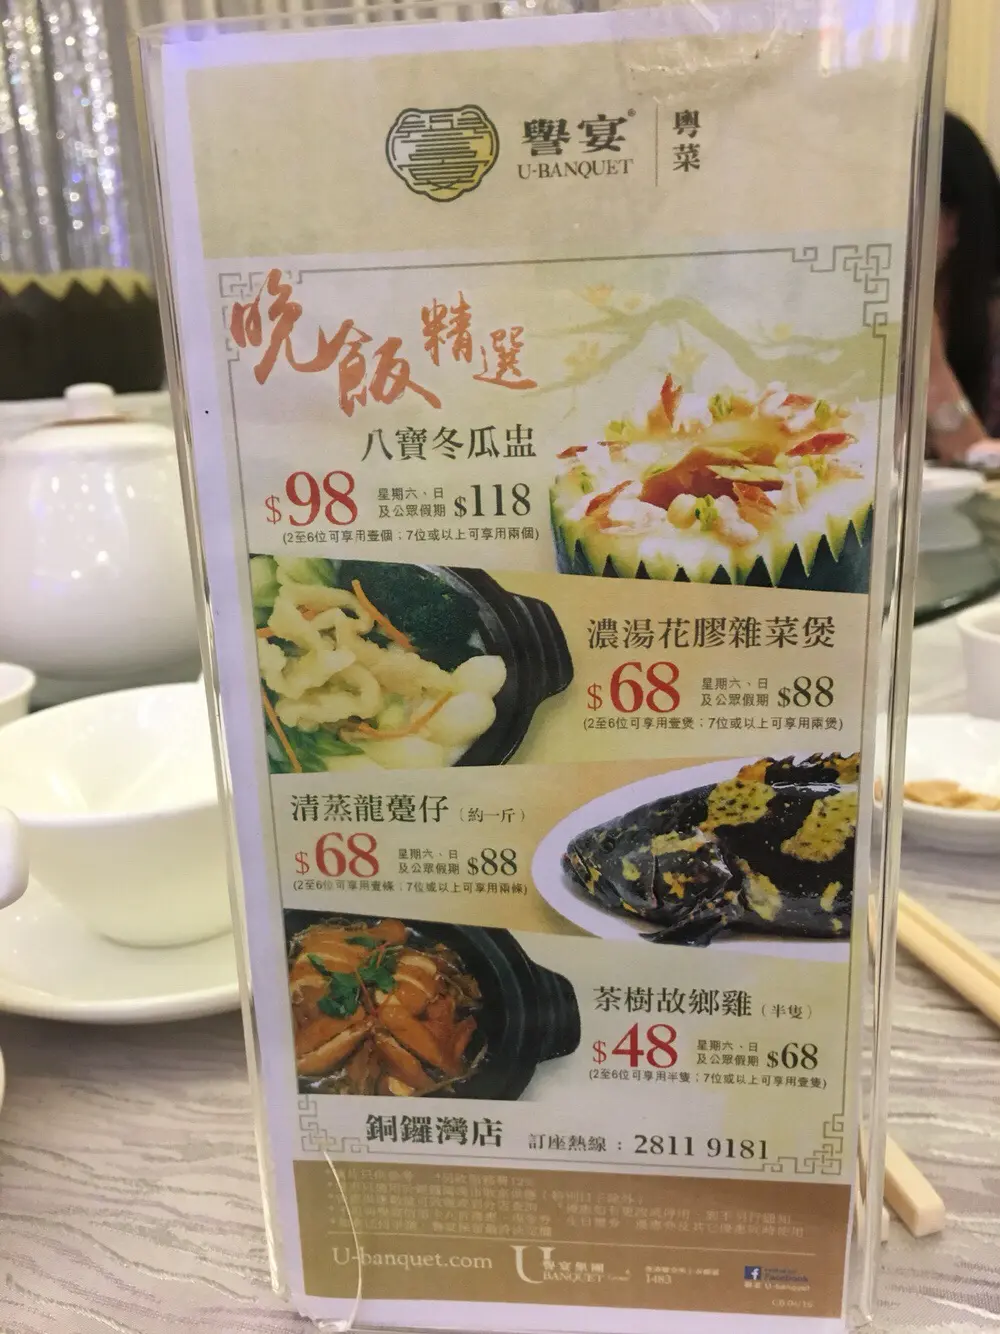 譽宴®
U-BANQUET
粵菜
晚飯精選
八寶冬瓜盅
$98 星期六、日及公眾假期 $118
(2至6位可享用壹個；7位或以上可享用兩個)
濃湯花膠雜菜煲
$68 星期六、日及公眾假期 $88
(2至6位可享用壹煲；7位或以上可享用兩煲)
清蒸龍躉仔（約一斤）
$68 星期六、日及公眾假期 $88
(2至6位可享用壹條；7位或以上可享用兩條)
茶樹故鄉雞（半隻）
$48 星期六、日及公眾假期 $68
(2至6位可享用半隻；7位或以上可享用壹隻)
銅鑼灣店 訂座熱線：2811 9181
U-banquet.com
譽宴集團
U BANQUET Group
1483
Facebook